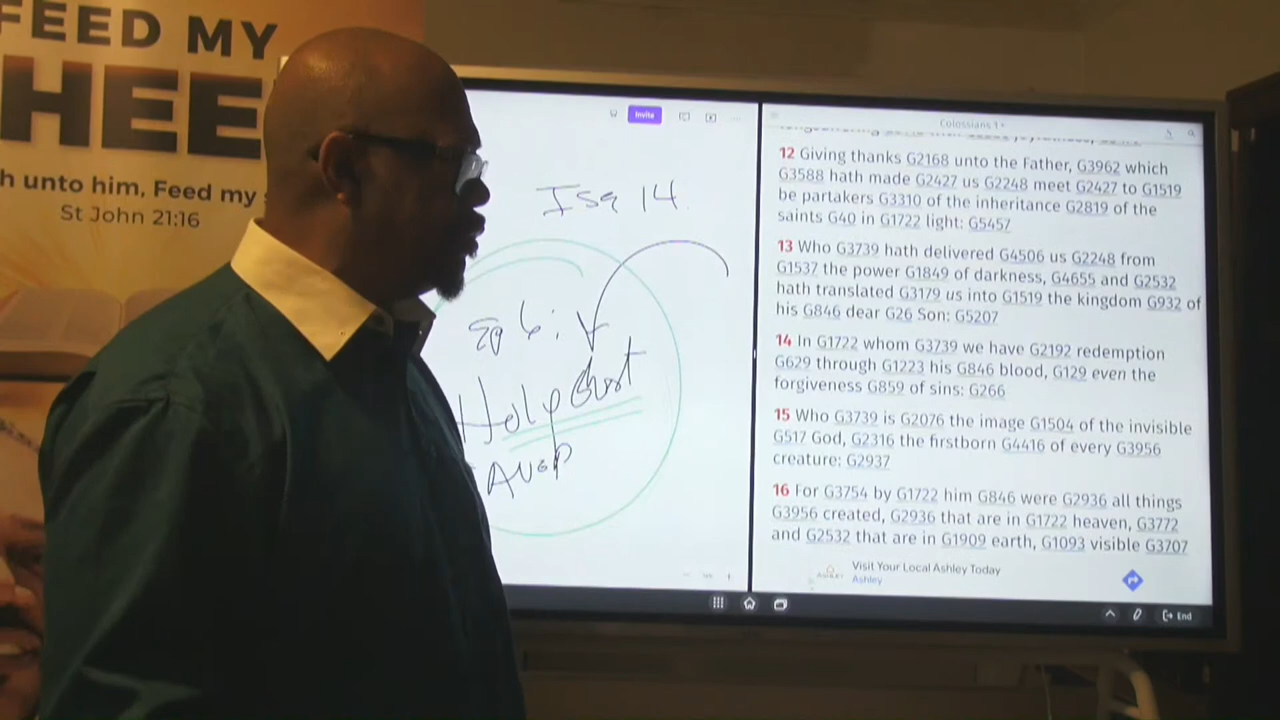 FEED MY
HEE
h unto him, Feed my s
St John 21:16
Invite
Isa 14
Holy Ghost
Colossians 1
12 Giving thanks G2168 unto the Father, G3962 which
G3588 hath made G2427 us G2248 meet G2427 to G1519
be partakers G3310 of the inheritance G2819 of the
saints G40 in G1722 light: G5457
13 Who G3739 hath delivered G4506 us G2248 from
G1537 the power G1849 of darkness, G4655 and G2532
hath translated G3179 us into G1519 the kingdom G932 of
his G846 dear G26 Son: G5207
14 In G1722 whom G3739 we have G2192 redemption
G629 through G1223 his G846 blood, G129 even the
forgiveness G859 of sins: G266
15 Who G3739 is G2076 the image G1504 of the invisible
G517 God, G2316 the firstborn G4416 of every G3956
creature: G2937
16 For G3754 by G1722 him G846 were G2936 all things
G3956 created, G2936 that are in G1722 heaven, G3772
and G2532 that are in G1909 earth, G1093 visible G3707
ASHLEY
Visit Your Local Ashley Today
Ashley
End